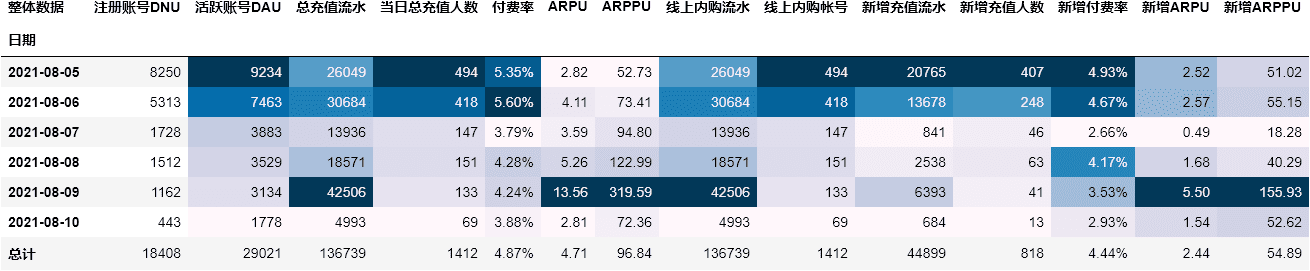 整体数据 注册账号DNU 活跃账号DAU 总充值流水 当日总充值人数 付费率 ARPU ARPPU 线上内购流水 线上内购帐号 新增充值流水 新增充值人数 新增付费率 新增ARPU 新增ARPPU
日期
2021-08-05 8250 9234 26049 494 5.35% 2.82 52.73 26049 494 20765 407 4.93% 2.52 51.02
2021-08-06 5313 7463 30684 418 5.60% 4.11 73.41 30684 418 13678 248 4.67% 2.57 55.15
2021-08-07 1728 3883 13936 147 3.79% 3.59 94.80 13936 147 841 46 2.66% 0.49 18.28
2021-08-08 1512 3529 18571 151 4.28% 5.26 122.99 18571 151 2538 63 4.17% 1.68 40.29
2021-08-09 1162 3134 42506 133 4.24% 13.56 319.59 42506 133 6393 41 3.53% 5.50 155.93
2021-08-10 443 1778 4993 69 3.88% 2.81 72.36 4993 69 684 13 2.93% 1.54 52.62
总计 18408 29021 136739 1412 4.87% 4.71 96.84 136739 1412 44899 818 4.44% 2.44 54.89